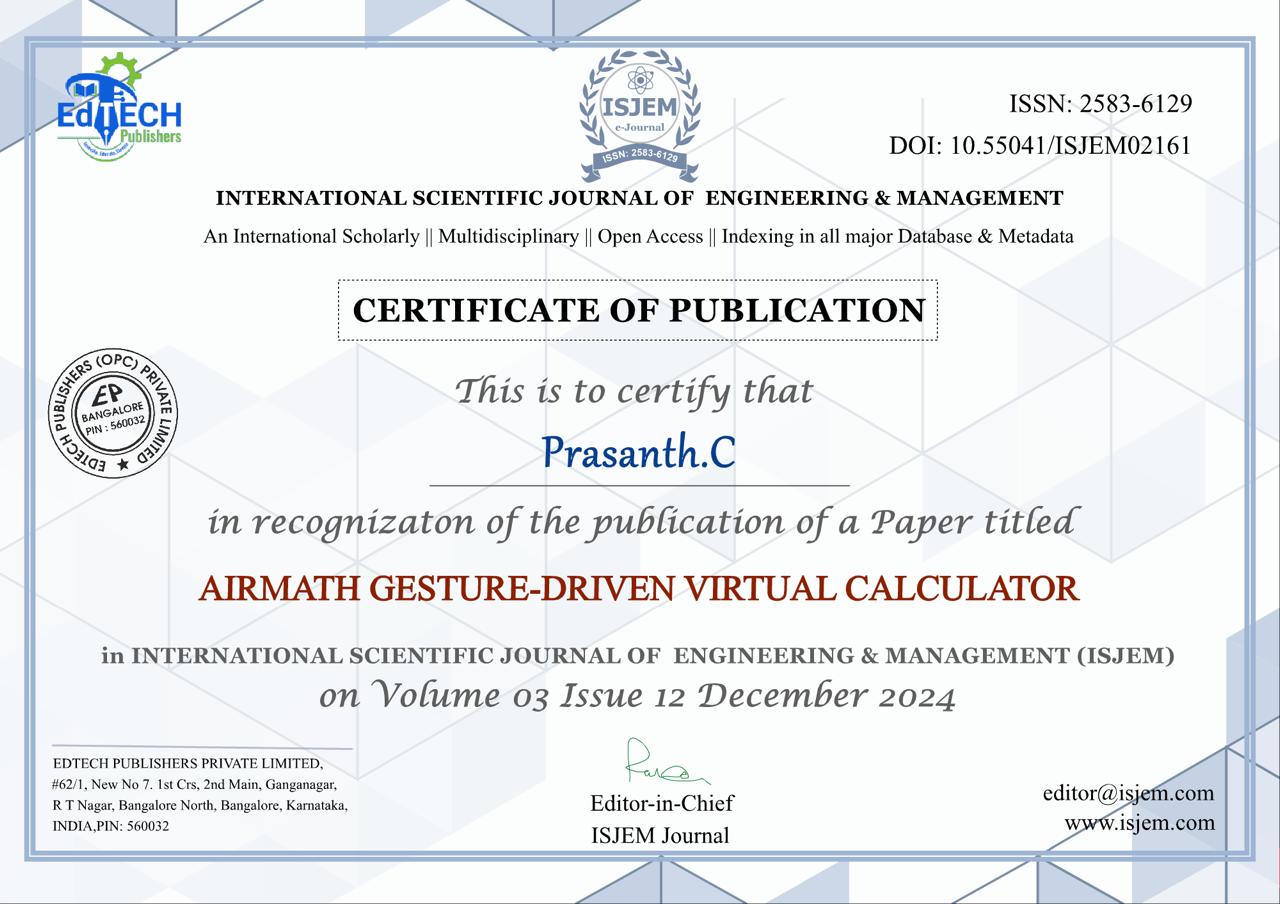 EdTECH
Publishers
ISJEM
e-Journal
ISSN: 2583-6129
ISSN: 2583-6129
DOI: 10.55041/ISJEM02161
INTERNATIONAL SCIENTIFIC JOURNAL OF ENGINEERING & MANAGEMENT
An International Scholarly || Multidisciplinary || Open Access || Indexing in all major Database & Metadata
CERTIFICATE OF PUBLICATION
EDTECH PUBLISHERS (OPC) PRIVATE LIMITED
EP
BANGALORE
PIN : 560032
This is to certify that
Prasanth.C
in recognizaton of the publication of a Paper titled
AIRMATH GESTURE-DRIVEN VIRTUAL CALCULATOR
in INTERNATIONAL SCIENTIFIC JOURNAL OF ENGINEERING & MANAGEMENT (ISJEM)
on Volume 03 Issue 12 December 2024
EDTECH PUBLISHERS PRIVATE LIMITED,
#62/1, New No 7. 1st Crs, 2nd Main, Ganganagar,
R T Nagar, Bangalore North, Bangalore, Karnataka,
INDIA,PIN: 560032
Editor-in-Chief
ISJEM Journal
editor@isjem.com
www.isjem.com